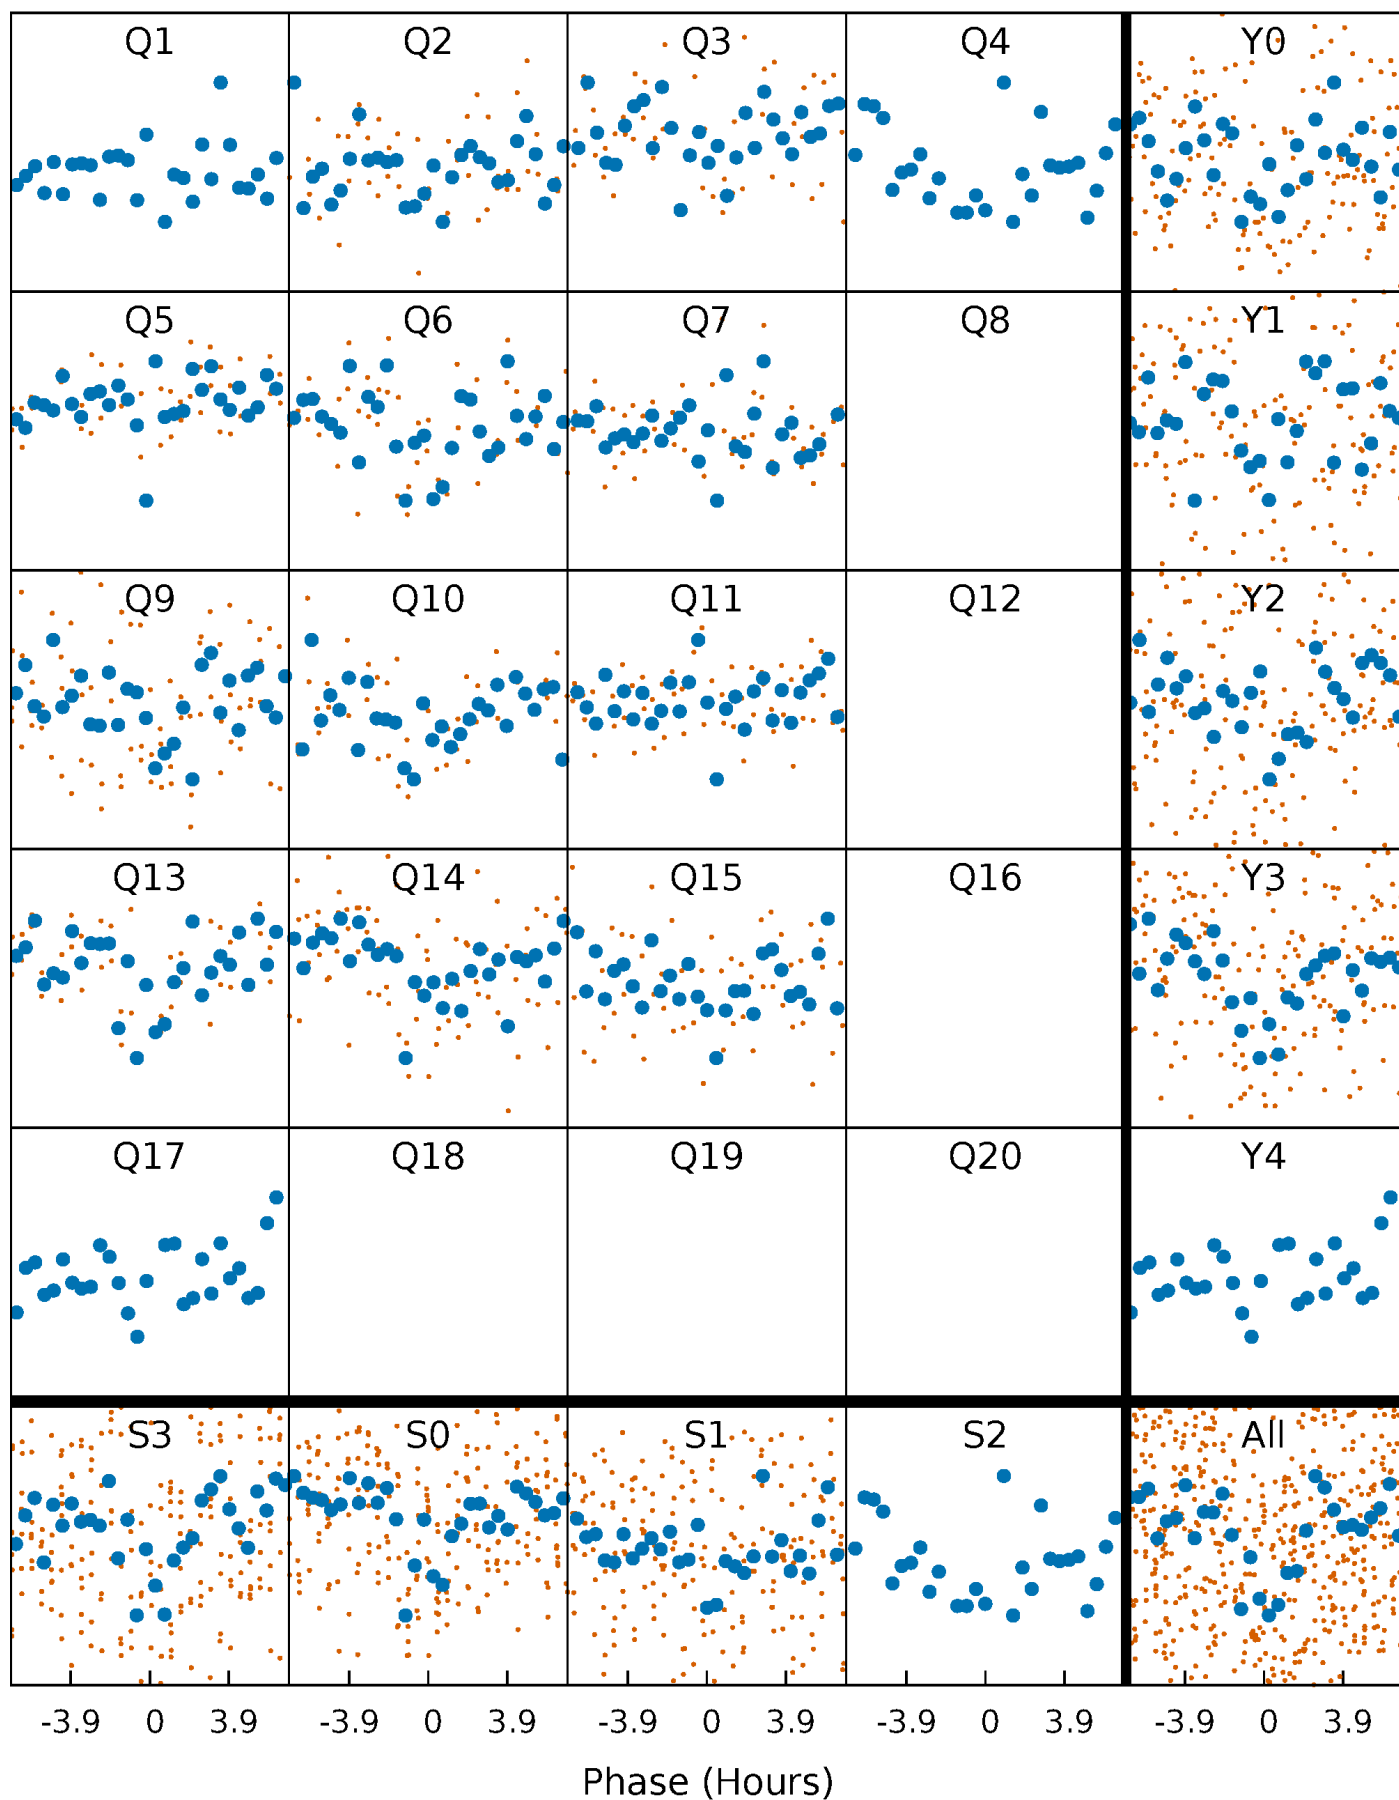 Q1 Q2 Q3 Q4 Y0
Q5 Q6 Q7 Q8 Y1
Q9 Q10 Q11 Q12 Y2
Q13 Q14 Q15 Q16 Y3
Q17 Q18 Q19 Q20 Y4
S3 S0 S1 S2 All
-3.9 0 3.9 -3.9 0 3.9 -3.9 0 3.9 -3.9 0 3.9 -3.9 0 3.9
Phase (Hours)